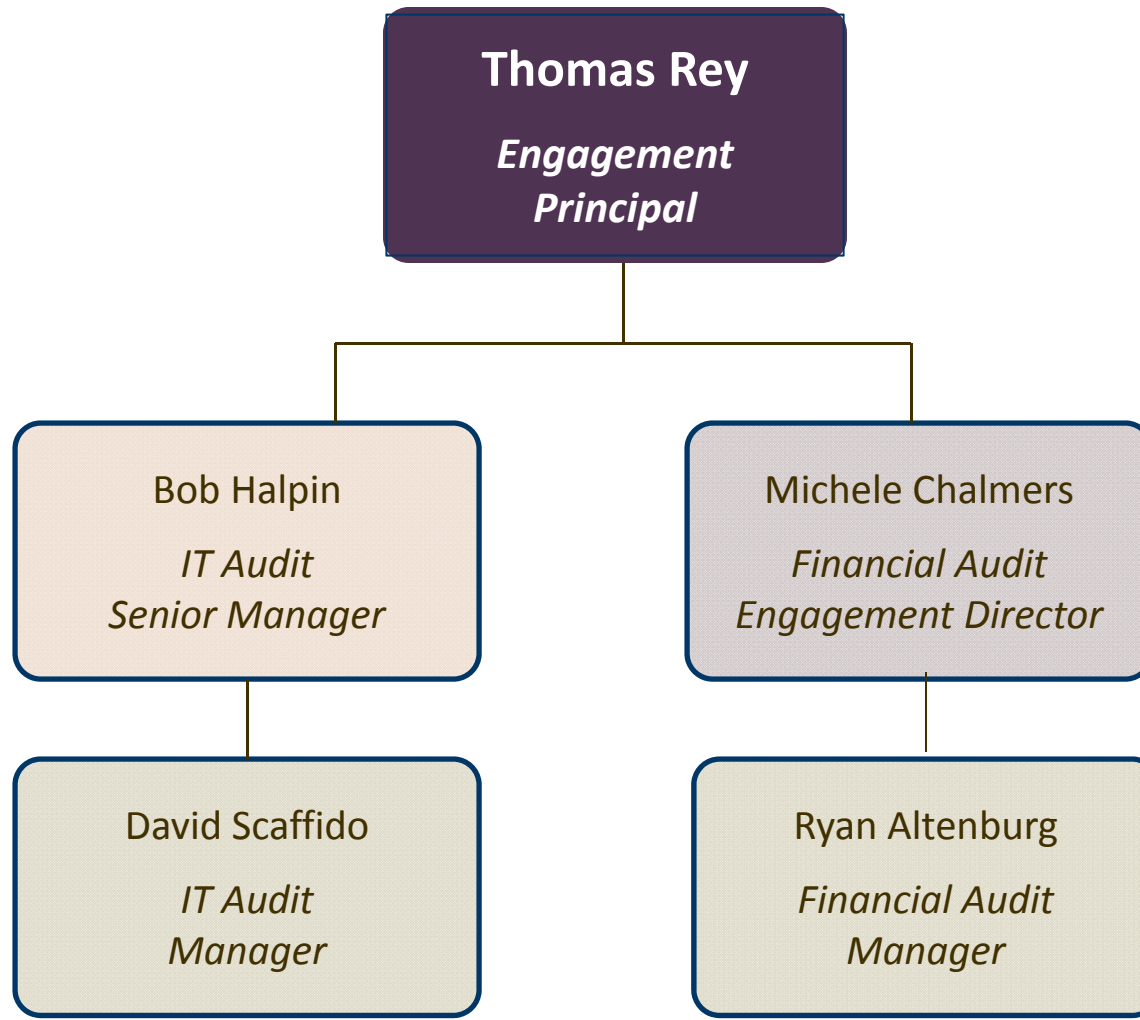 Thomas Rey
Engagement
Principal
Bob Halpin
IT Audit
Senior Manager
Michele Chalmers
Financial Audit
Engagement Director
David Scaffido
IT Audit
Manager
Ryan Altenburg
Financial Audit
Manager